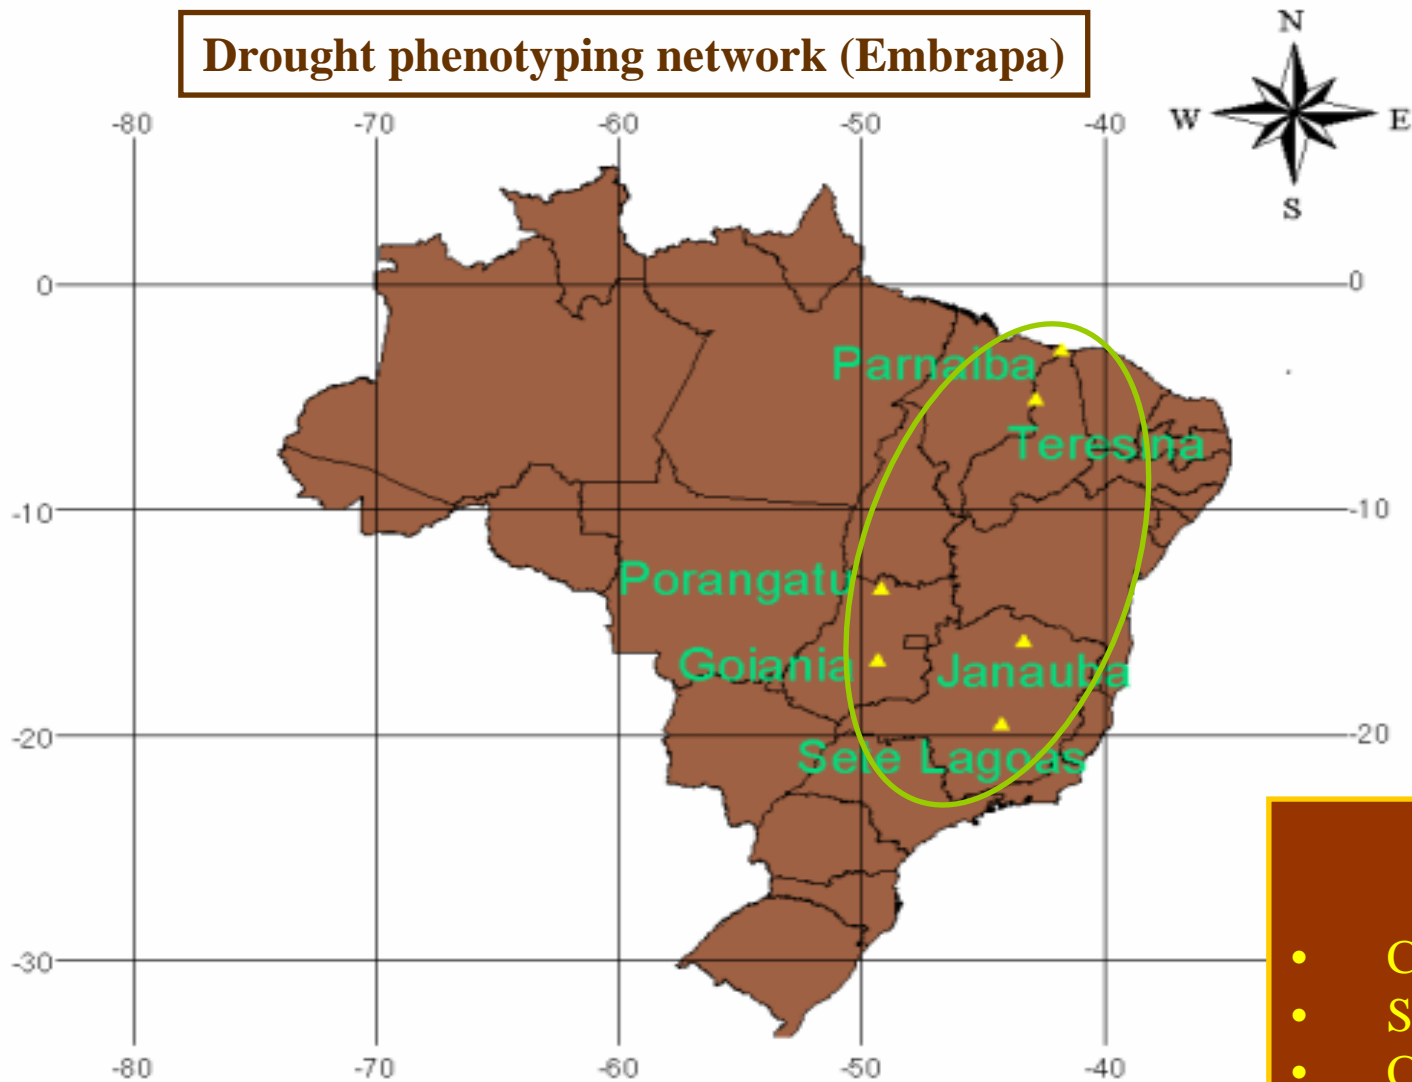 Drought phenotyping network (Embrapa)
N
W E
S
-80 -70 -60 -50 -40
0 0
Parnaiba
Teresina
-10 -10
Porangatu
Goiania
Janauba
-20 -20
Sete Lagoas
-30
• C
• S
• C
-80 -70 -60 -50 -40